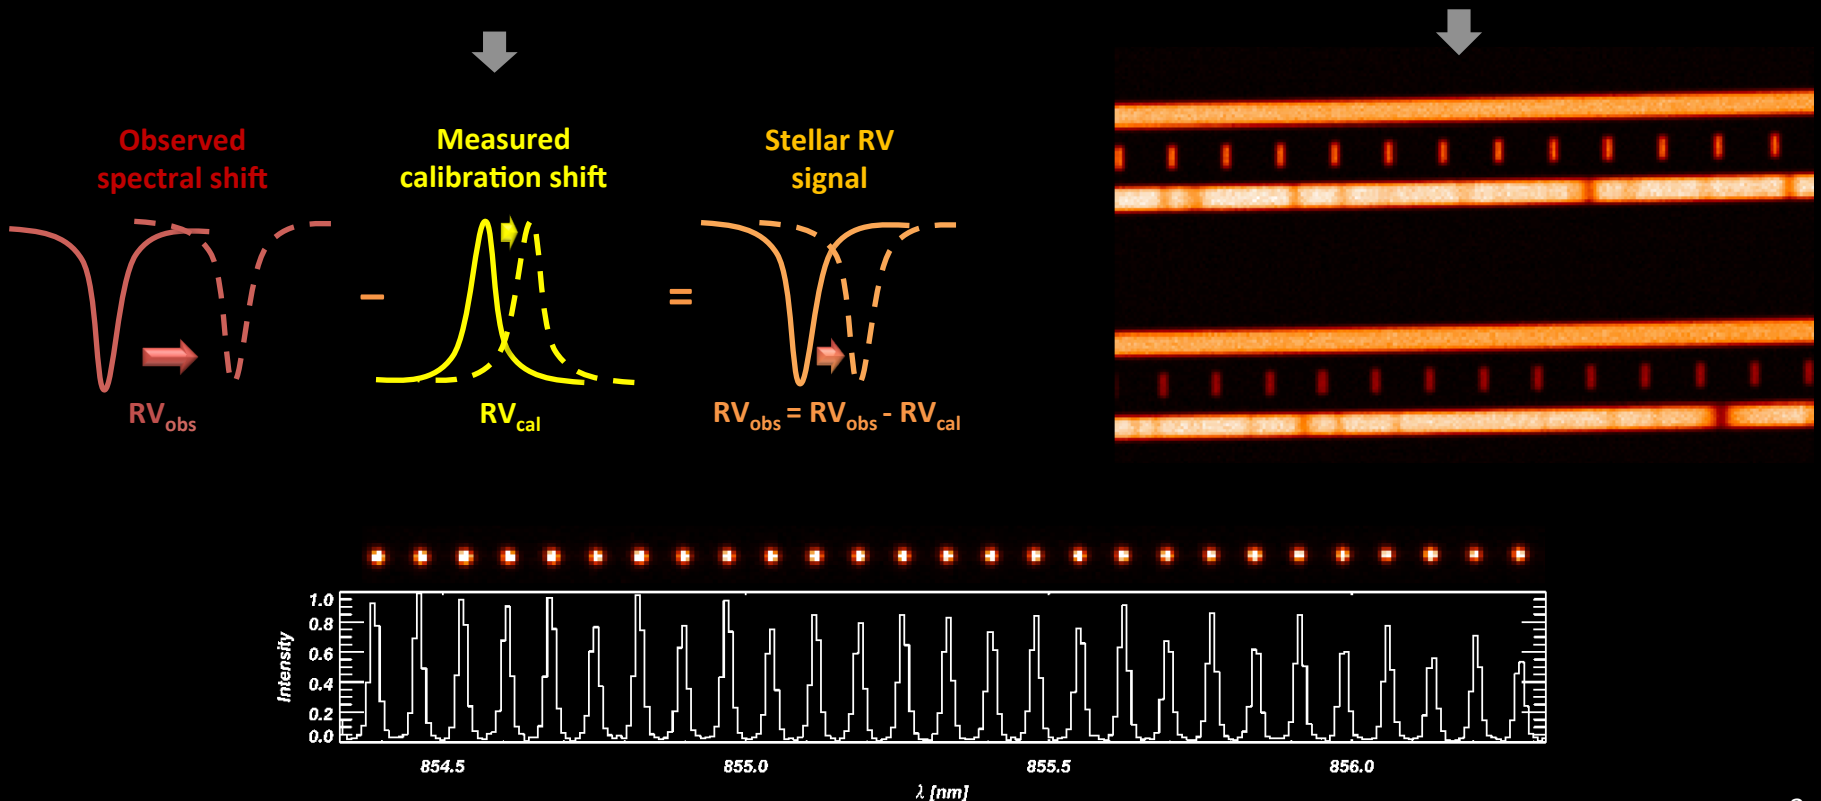 Observed
spectral shift
Measured
calibration shift
Stellar RV
signal
−
=
RVobs
RVcal
RVobs = RVobs - RVcal
1.0
0.8
0.6
0.4
0.2
0.0
Intensity
854.5
855.0
855.5
856.0
λ [nm]